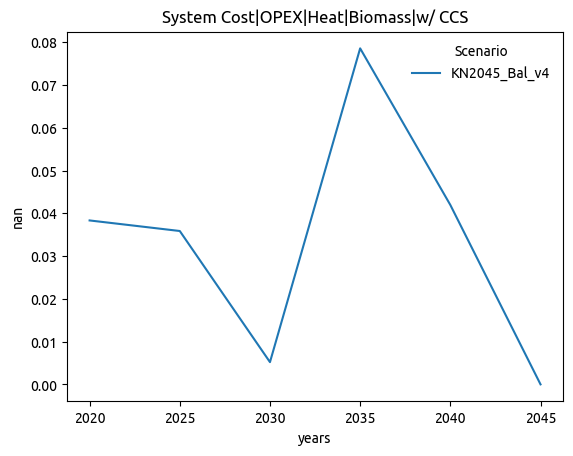 System Cost|OPEX|Heat|Biomass|w/ CCS
Scenario
KN2045_Bal_v4
0.08
0.07
0.06
0.05
0.04
0.03
0.02
0.01
0.00
nan
2020 2025 2030 2035 2040 2045
years